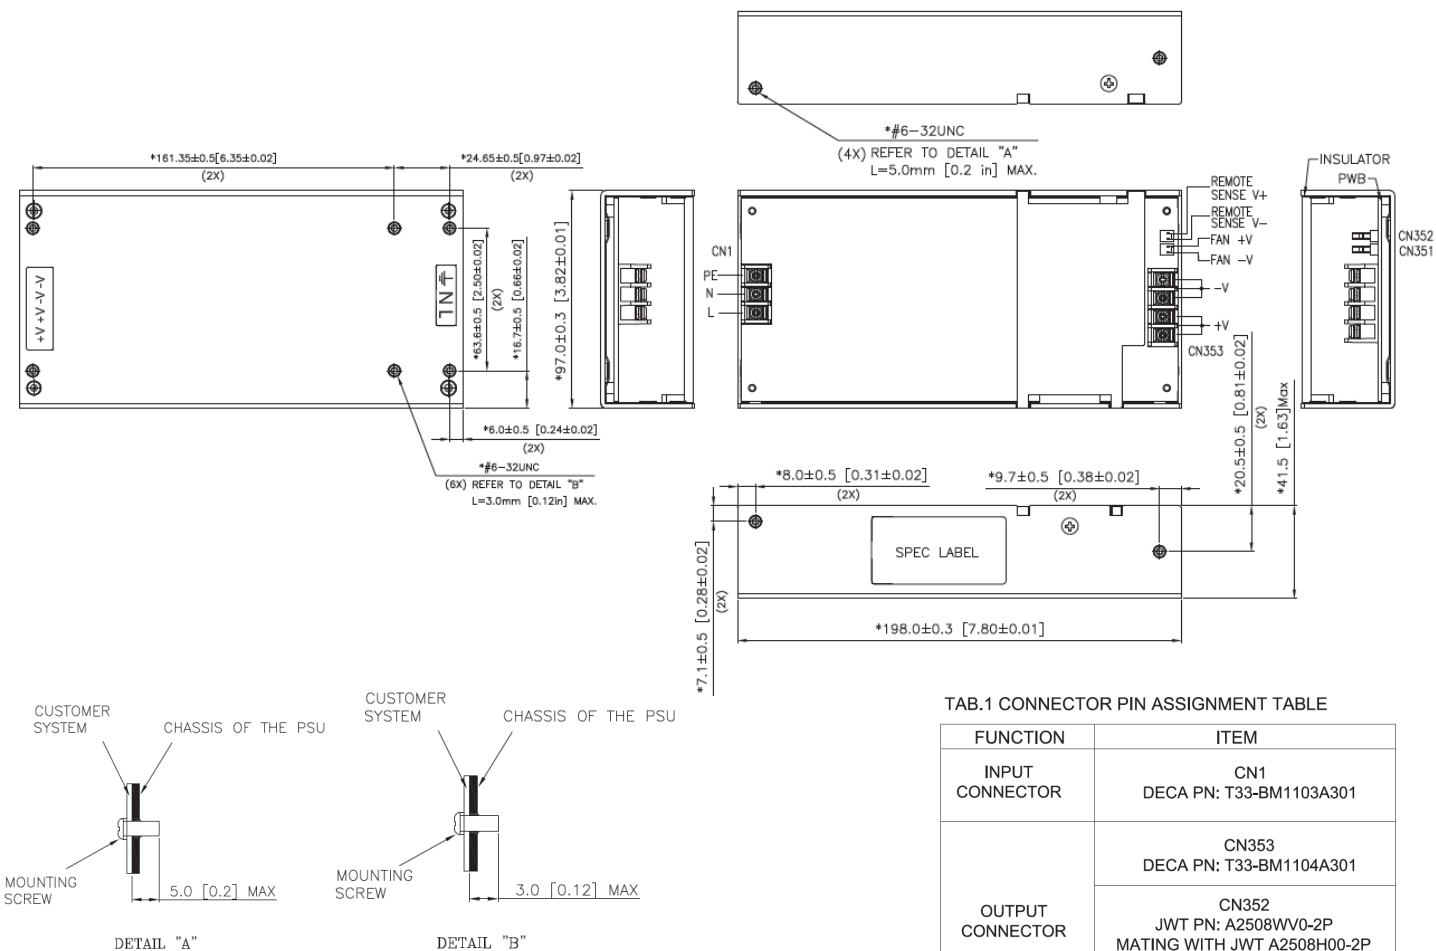 *#6-32UNC
(4X) REFER TO DETAIL "A"
L=5.0mm [0.2 in] MAX.
*161.35±0.5[6.35±0.02]
(2X)
*24.65±0.5[0.97±0.02]
(2X)
+V +V -V -V
L N ⏚
*63.6±0.5 [2.50±0.02]
(2X)
*16.7±0.5 [0.66±0.02]
*97.0±0.3 [3.82±0.01]
*6.0±0.5 [0.24±0.02]
(2X)
*#6-32UNC
(6X) REFER TO DETAIL "B"
L=3.0mm [0.12in] MAX.
CN1
PE
N
L
REMOTE
SENSE V+
REMOTE
SENSE V-
FAN +V
FAN -V
-V
+V
CN353
INSULATOR
PWB
CN352
CN351
*20.5±0.5 [0.81±0.02]
(2X)
*41.5 [1.63]Max
*8.0±0.5 [0.31±0.02]
(2X)
*9.7±0.5 [0.38±0.02]
(2X)
SPEC LABEL
*7.1±0.5 [0.28±0.02]
(2X)
*198.0±0.3 [7.80±0.01]
CUSTOMER
SYSTEM
CHASSIS OF THE PSU
MOUNTING
SCREW
5.0 [0.2] MAX
DETAIL "A"
CUSTOMER
SYSTEM
CHASSIS OF THE PSU
MOUNTING
SCREW
3.0 [0.12] MAX
DETAIL "B"
TAB.1 CONNECTOR PIN ASSIGNMENT TABLE
FUNCTION
ITEM
INPUT
CONNECTOR
CN1
DECA PN: T33-BM1103A301
OUTPUT
CONNECTOR
CN353
DECA PN: T33-BM1104A301
CN352
JWT PN: A2508WV0-2P
MATING WITH JWT A2508H00-2P